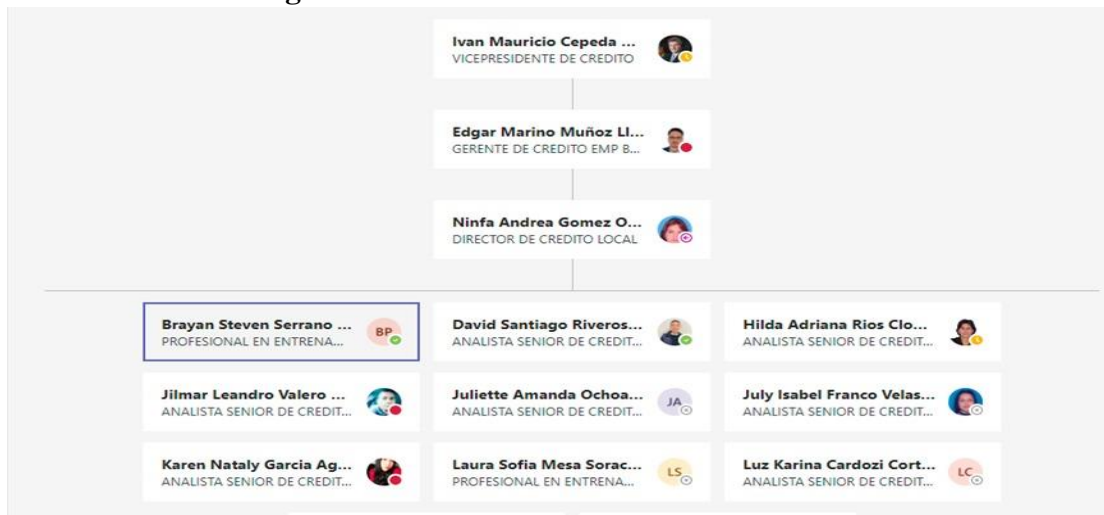 Ivan Mauricio Cepeda ...
VICEPRESIDENTE DE CREDITO
Edgar Marino Muñoz Ll...
GERENTE DE CREDITO EMP B...
Ninfa Andrea Gomez O...
DIRECTOR DE CREDITO LOCAL
Brayan Steven Serrano ...
PROFESIONAL EN ENTRENA...
BP
David Santiago Riveros...
ANALISTA SENIOR DE CREDIT...
Hilda Adriana Rios Clo...
ANALISTA SENIOR DE CREDIT...
Jilmar Leandro Valero ...
ANALISTA SENIOR DE CREDIT...
Juliette Amanda Ochoa...
ANALISTA SENIOR DE CREDIT...
JA
July Isabel Franco Velas...
ANALISTA SENIOR DE CREDIT...
Karen Nataly Garcia Ag...
ANALISTA SENIOR DE CREDIT...
Laura Sofia Mesa Sorac...
PROFESIONAL EN ENTRENA...
LS
Luz Karina Cardozi Cort...
ANALISTA SENIOR DE CREDIT...
LC